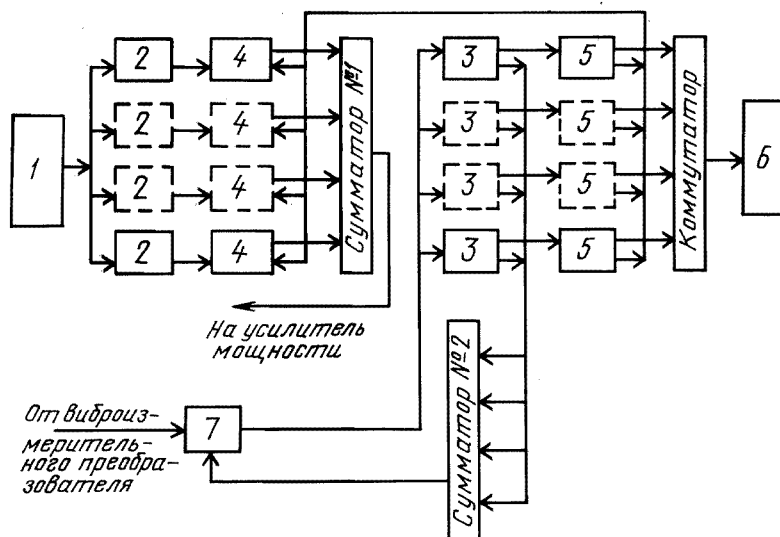 1
2
2
2
2
4
4
4
4
Сумматор №1
3
3
3
3
5
5
5
5
Коммутатор
6
На усилитель
мощности
От виброиз-
меритель-
ного преобра-
зователя
7
Сумматор №2